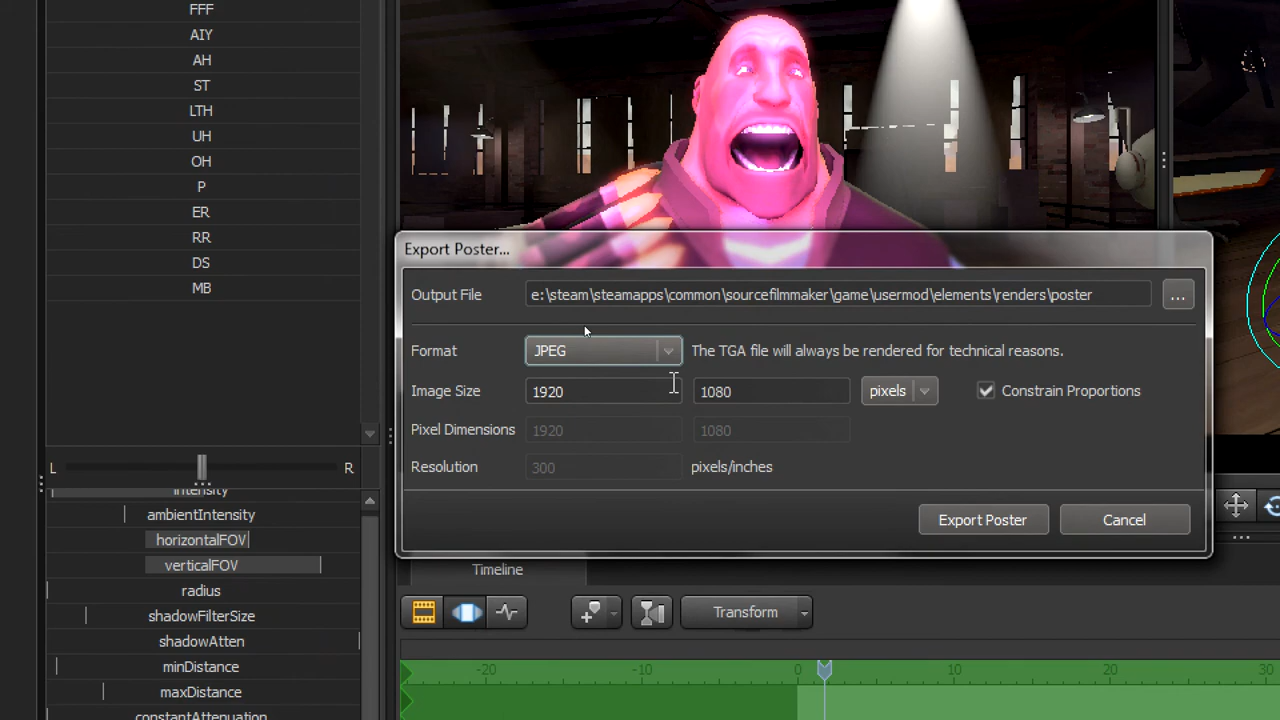 FFF
AIY
AH
ST
LTH
UH
OH
P
ER
RR
DS
MB
L R
intensity
ambientIntensity
horizontalFOV
verticalFOV
radius
shadowFilterSize
shadowAtten
minDistance
maxDistance
constantAttenuation
Export Poster...
Output File e:\steam\steamapps\common\sourcefilmmaker\game\usermod\elements\renders\poster ...
Format JPEG The TGA file will always be rendered for technical reasons.
Image Size 1920 1080 pixels Constrain Proportions
Pixel Dimensions 1920 1080
Resolution 300 pixels/inches
Export Poster Cancel
Timeline
Transform
-20 -10 0 10 20 30